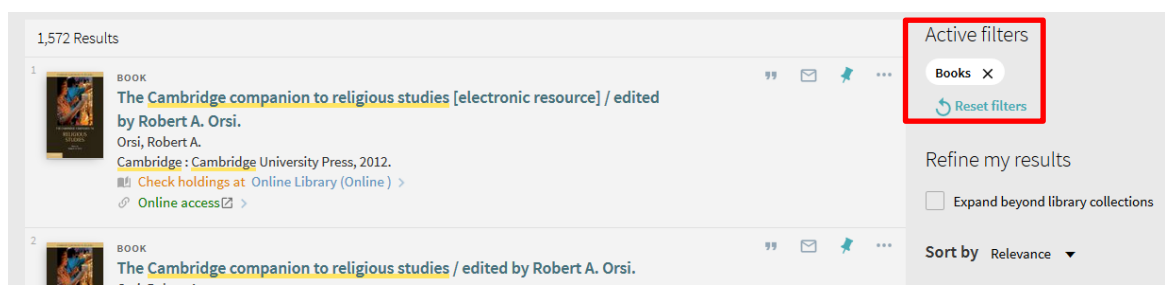 1,572 Results
1
BOOK
The Cambridge companion to religious studies [electronic resource] / edited
by Robert A. Orsi.
Orsi, Robert A.
Cambridge : Cambridge University Press, 2012.
Check holdings at Online Library (Online ) >
Online access >
2
BOOK
The Cambridge companion to religious studies / edited by Robert A. Orsi.
Active filters
Books ×
Reset filters
Refine my results
Expand beyond library collections
Sort by Relevance